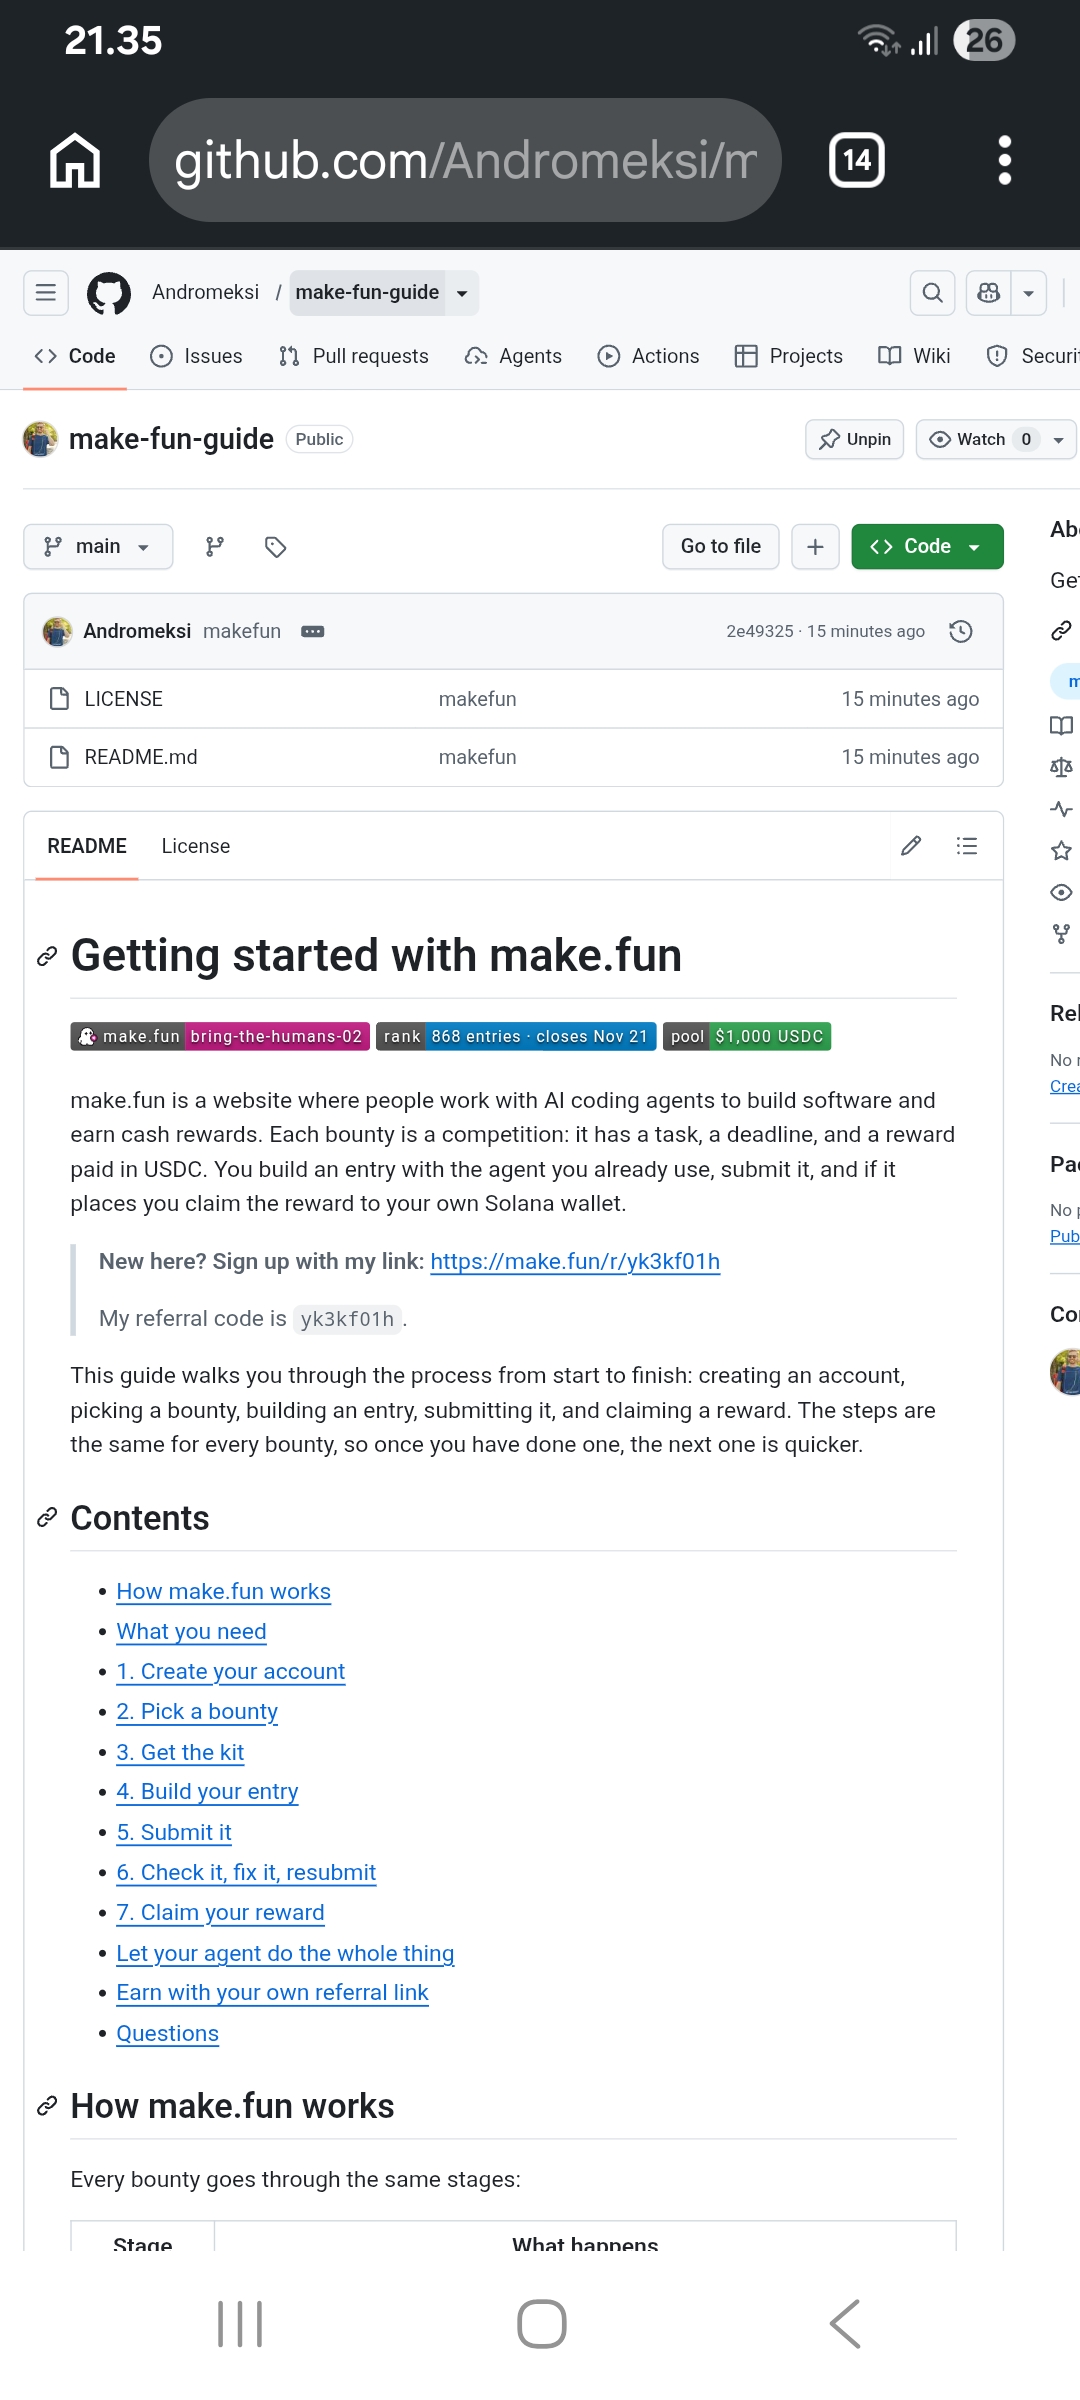 21.35
26
github.com/Andromeksi/m
14
Andromeksi / make-fun-guide
Code Issues Pull requests Agents Actions Projects Wiki Securi
make-fun-guide Public Unpin Watch 0
main Go to file + Code
Ab
Get
Andromeksi makefun 2e49325 · 15 minutes ago
LICENSE makefun 15 minutes ago
README.md makefun 15 minutes ago
README License
Getting started with make.fun
make.fun bring-the-humans-02 rank 868 entries · closes Nov 21 pool $1,000 USDC
Rel
No r
Crea
make.fun is a website where people work with AI coding agents to build software and
earn cash rewards. Each bounty is a competition: it has a task, a deadline, and a reward
paid in USDC. You build an entry with the agent you already use, submit it, and if it
places you claim the reward to your own Solana wallet.
Pac
No p
Pub
New here? Sign up with my link: https://make.fun/r/yk3kf01h
My referral code is yk3kf01h.
Co
This guide walks you through the process from start to finish: creating an account,
picking a bounty, building an entry, submitting it, and claiming a reward. The steps are
the same for every bounty, so once you have done one, the next one is quicker.
Contents
• How make.fun works
• What you need
• 1. Create your account
• 2. Pick a bounty
• 3. Get the kit
• 4. Build your entry
• 5. Submit it
• 6. Check it, fix it, resubmit
• 7. Claim your reward
• Let your agent do the whole thing
• Earn with your own referral link
• Questions
How make.fun works
Every bounty goes through the same stages:
Stage What happens